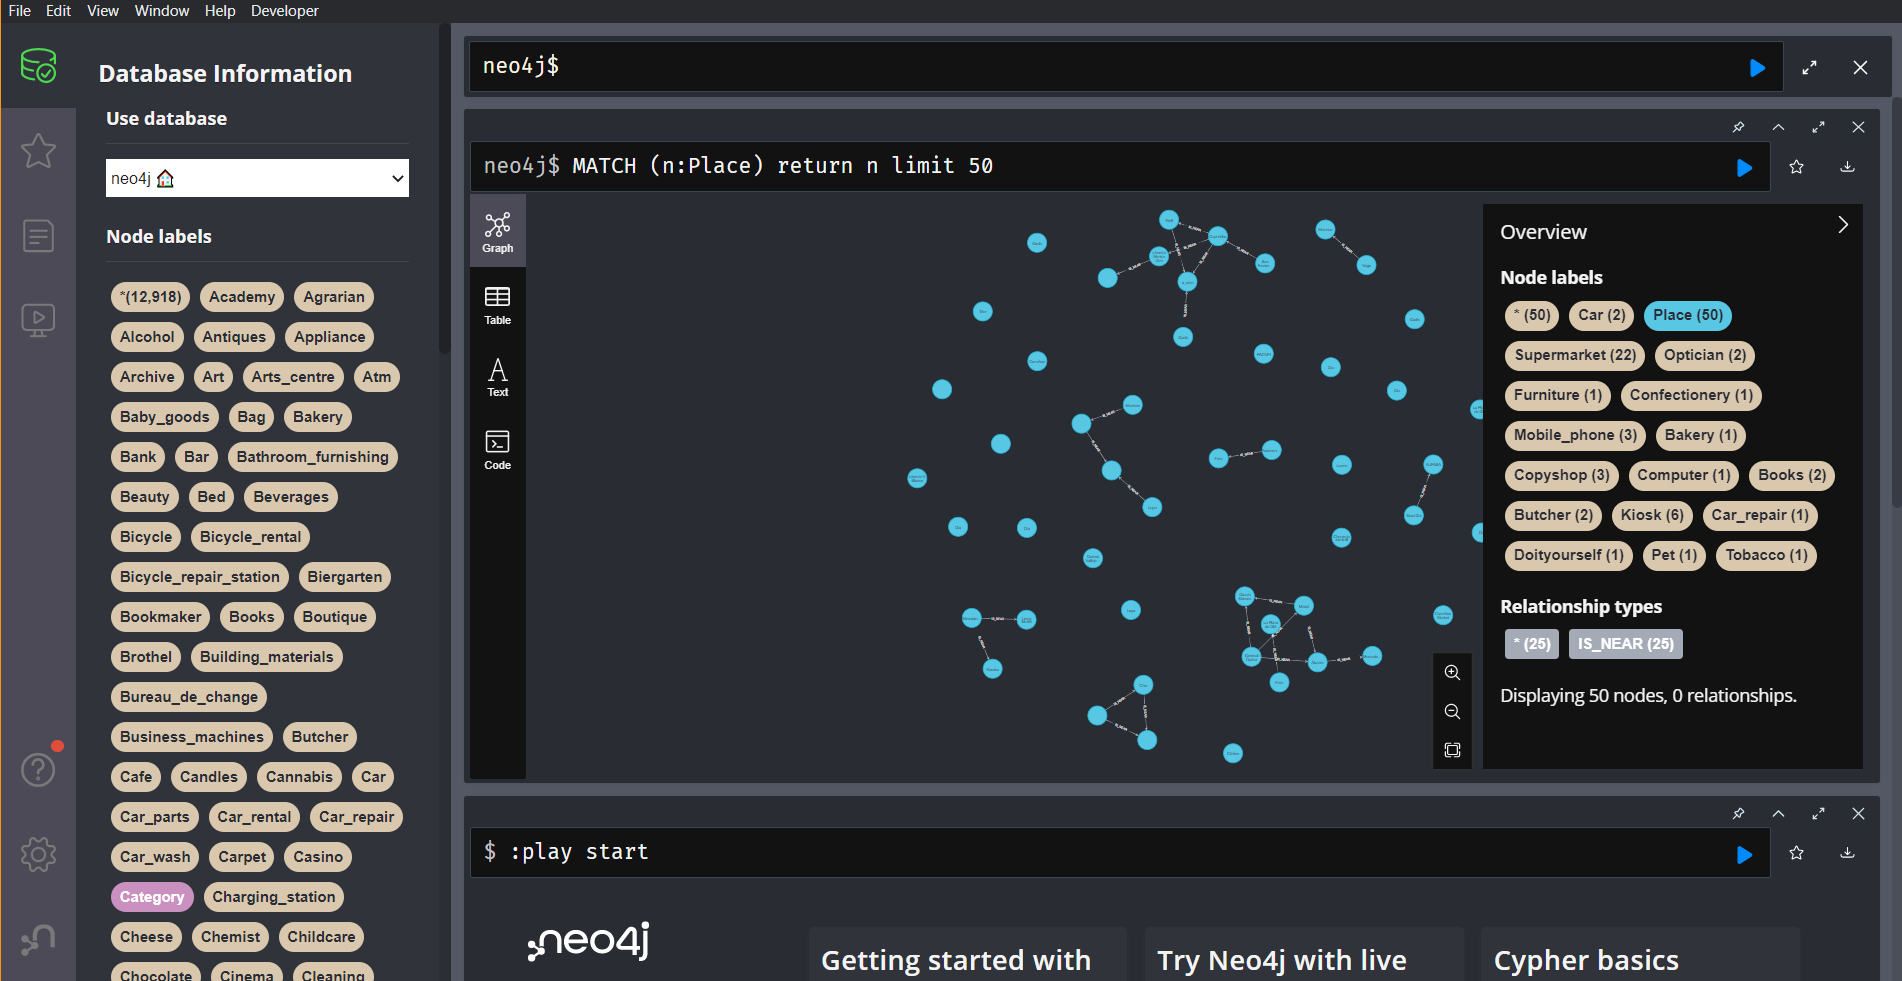 File Edit View Window Help Developer
Database Information
Use database
neo4j
Node labels
*(12,918) Academy Agrarian
Alcohol Antiques Appliance
Archive Art Arts_centre Atm
Baby_goods Bag Bakery
Bank Bar Bathroom_furnishing
Beauty Bed Beverages
Bicycle Bicycle_rental
Bicycle_repair_station Biergarten
Bookmaker Books Boutique
Brothel Building_materials
Bureau_de_change
Business_machines Butcher
Cafe Candles Cannabis Car
Car_parts Car_rental Car_repair
Car_wash Carpet Casino
Category Charging_station
Cheese Chemist Childcare
Chocolate Cinema Cleaning
neo4j$
neo4j$ MATCH (n:Place) return n limit 50
Graph
Table
Text
Code
Overview
Node labels
* (50) Car (2) Place (50)
Supermarket (22) Optician (2)
Furniture (1) Confectionery (1)
Mobile_phone (3) Bakery (1)
Copyshop (3) Computer (1) Books (2)
Butcher (2) Kiosk (6) Car_repair (1)
Doityourself (1) Pet (1) Tobacco (1)
Relationship types
* (25) IS_NEAR (25)
Displaying 50 nodes, 0 relationships.
$ :play start
neo4j
Getting started with
Try Neo4j with live
Cypher basics